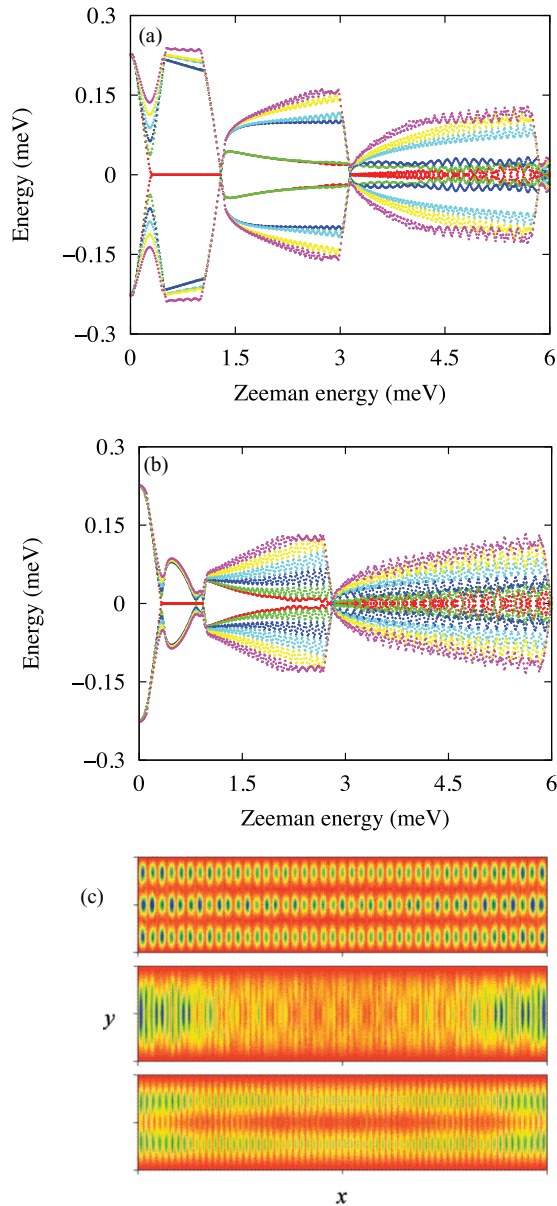 (a)
0.3
0.15
0
−0.15
−0.3
Energy (meV)
0 1.5 3 4.5 6
Zeeman energy (meV)
(b)
0.3
0.15
0
−0.15
−0.3
Energy (meV)
0 1.5 3 4.5 6
Zeeman energy (meV)
(c)
y
x